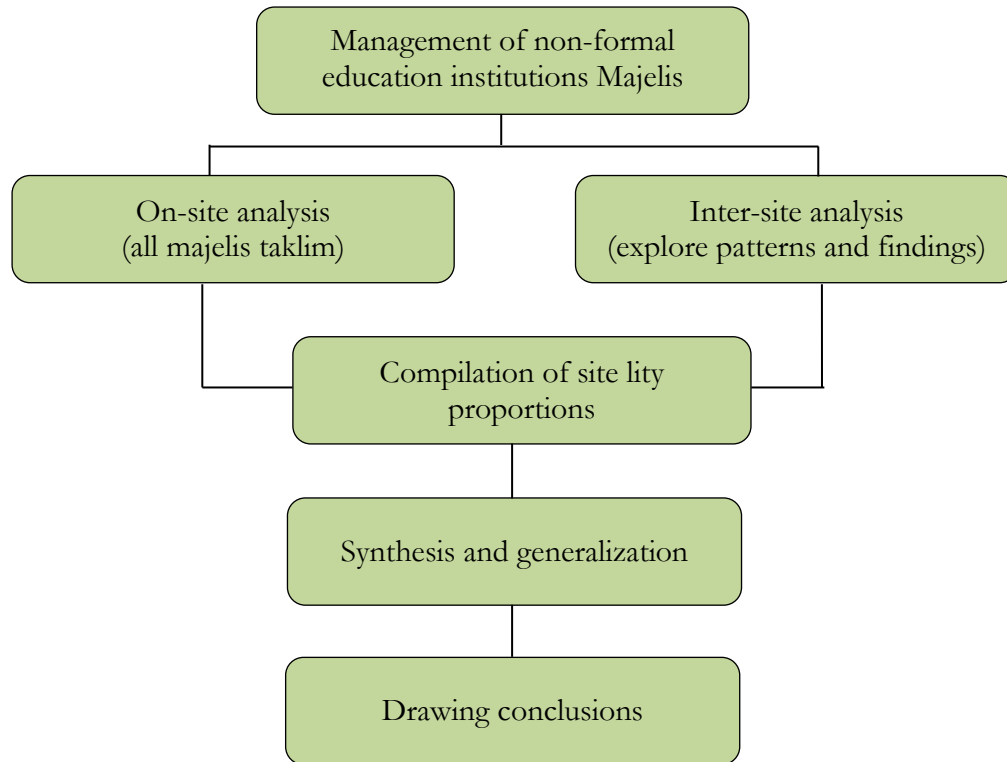 Management of non-formal
education institutions Majelis
On-site analysis
(all majelis taklim)
Inter-site analysis
(explore patterns and findings)
Compilation of site lity
proportions
Synthesis and generalization
Drawing conclusions